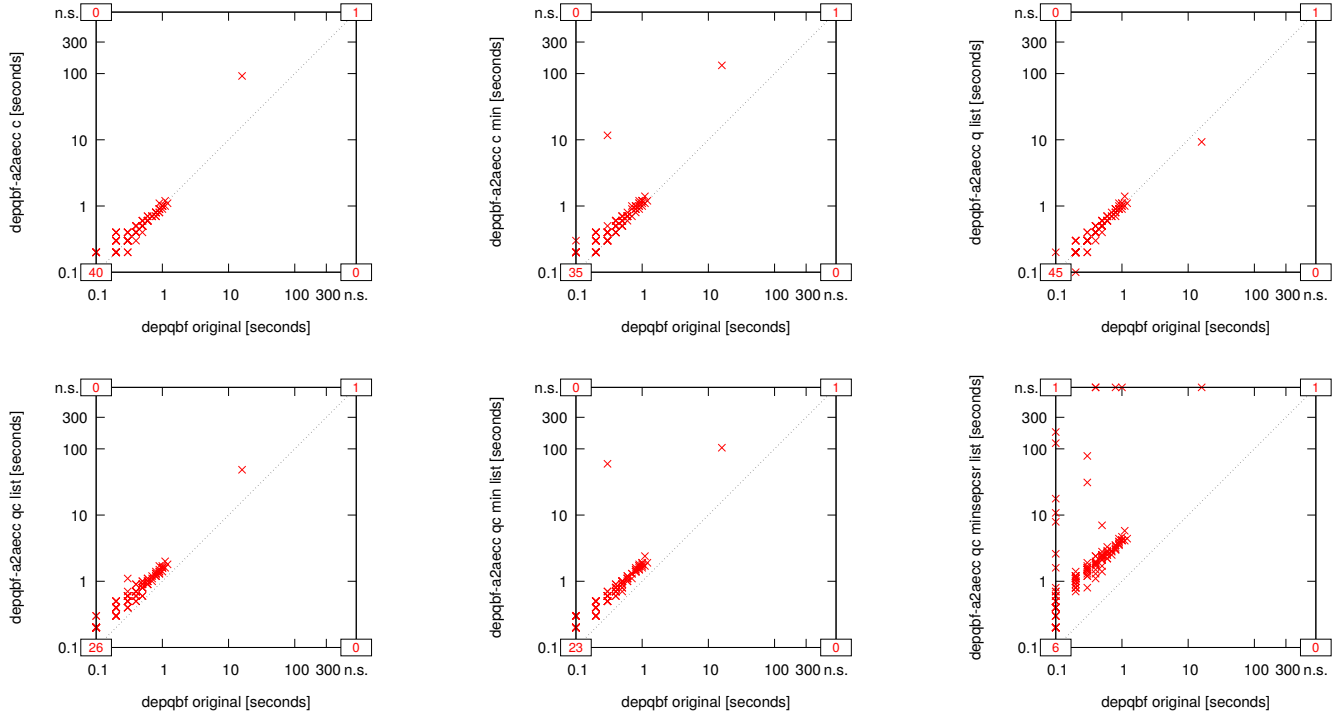 n.s. 0 1
300
100
10
1
0.1 40 0
0.1 1 10 100 300 n.s.
depqbf original [seconds]
depqbf-a2aecc c [seconds]
n.s. 0 1
300
100
10
1
0.1 35 0
0.1 1 10 100 300 n.s.
depqbf original [seconds]
depqbf-a2aecc c min [seconds]
n.s. 0 1
300
100
10
1
0.1 45 0
0.1 1 10 100 300 n.s.
depqbf original [seconds]
depqbf-a2aecc q list [seconds]
n.s. 0 1
300
100
10
1
0.1 26 0
0.1 1 10 100 300 n.s.
depqbf original [seconds]
depqbf-a2aecc qc list [seconds]
n.s. 0 1
300
100
10
1
0.1 23 0
0.1 1 10 100 300 n.s.
depqbf original [seconds]
depqbf-a2aecc qc min list [seconds]
n.s. 1 1
300
100
10
1
0.1 6 0
0.1 1 10 100 300 n.s.
depqbf original [seconds]
depqbf-a2aecc qc minsepcsr list [seconds]